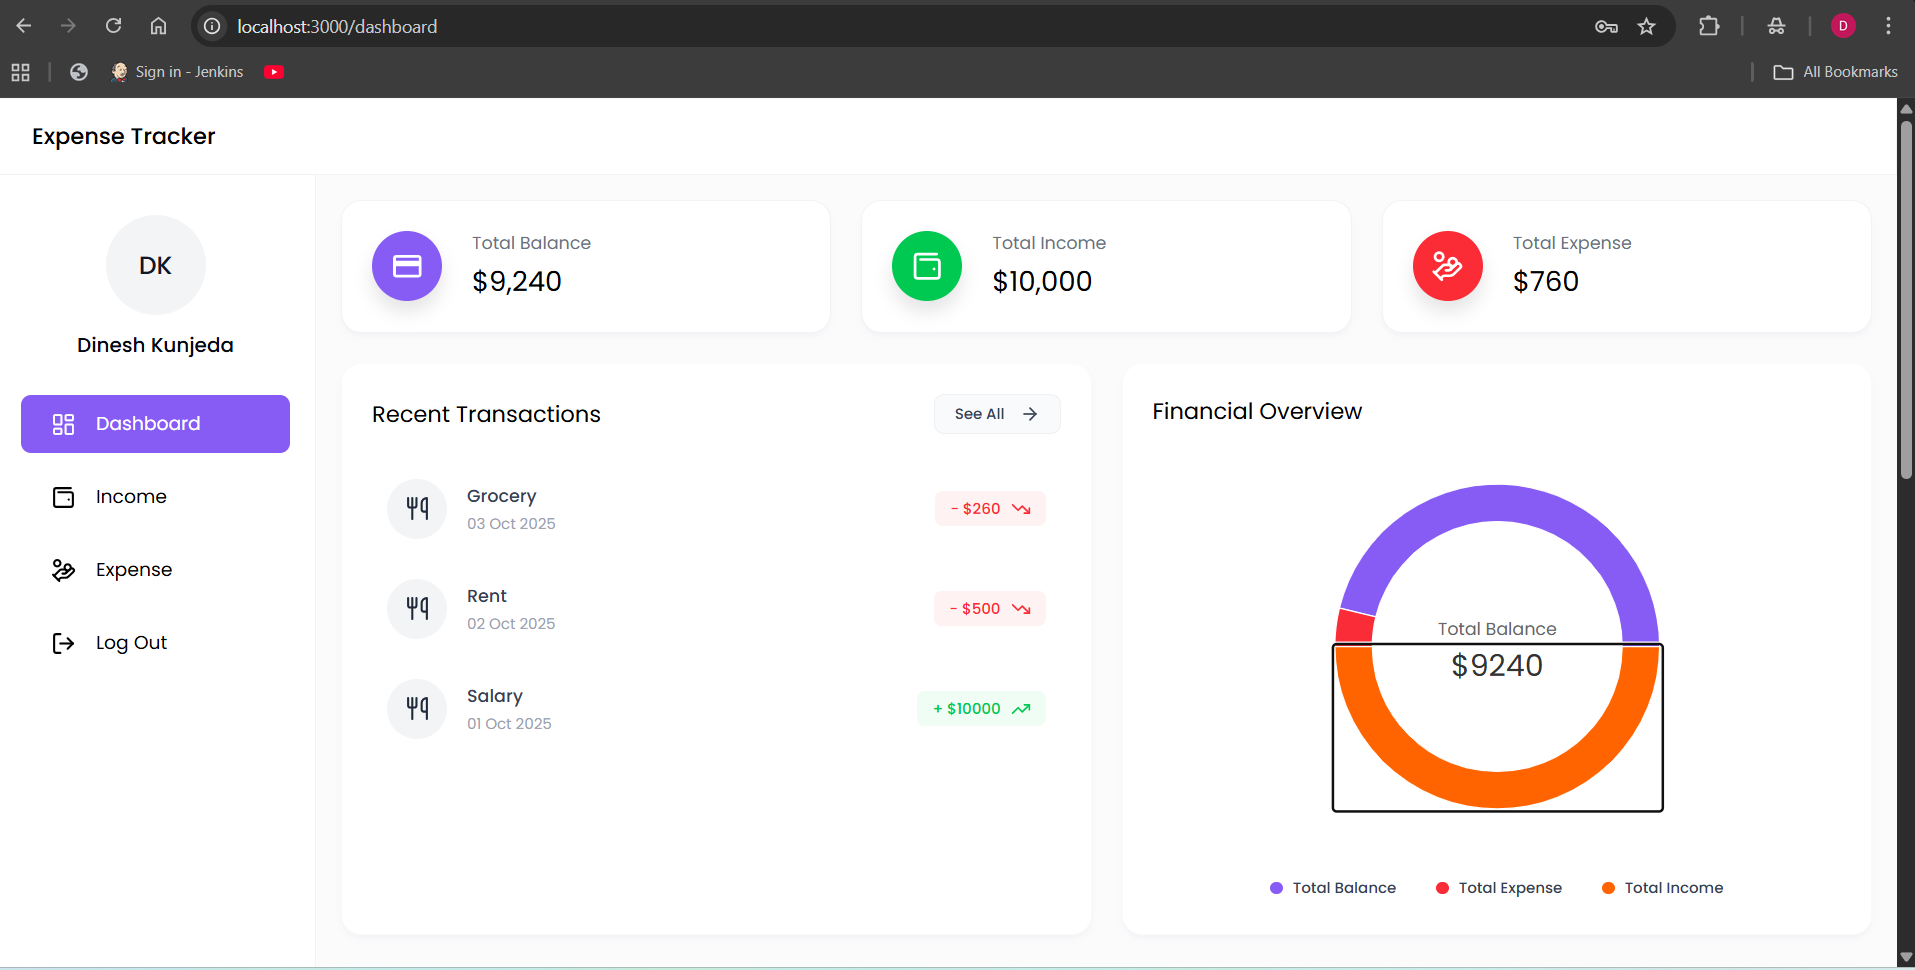 localhost:3000/dashboard
D
Sign in - Jenkins
All Bookmarks
Expense Tracker
DK
Dinesh Kunjeda
Dashboard
Income
Expense
Log Out
Total Balance
$9,240
Total Income
$10,000
Total Expense
$760
Recent Transactions
See All
Grocery
03 Oct 2025
- $260
Rent
02 Oct 2025
- $500
Salary
01 Oct 2025
+ $10000
Financial Overview
Total Balance
$9240
Total Balance
Total Expense
Total Income